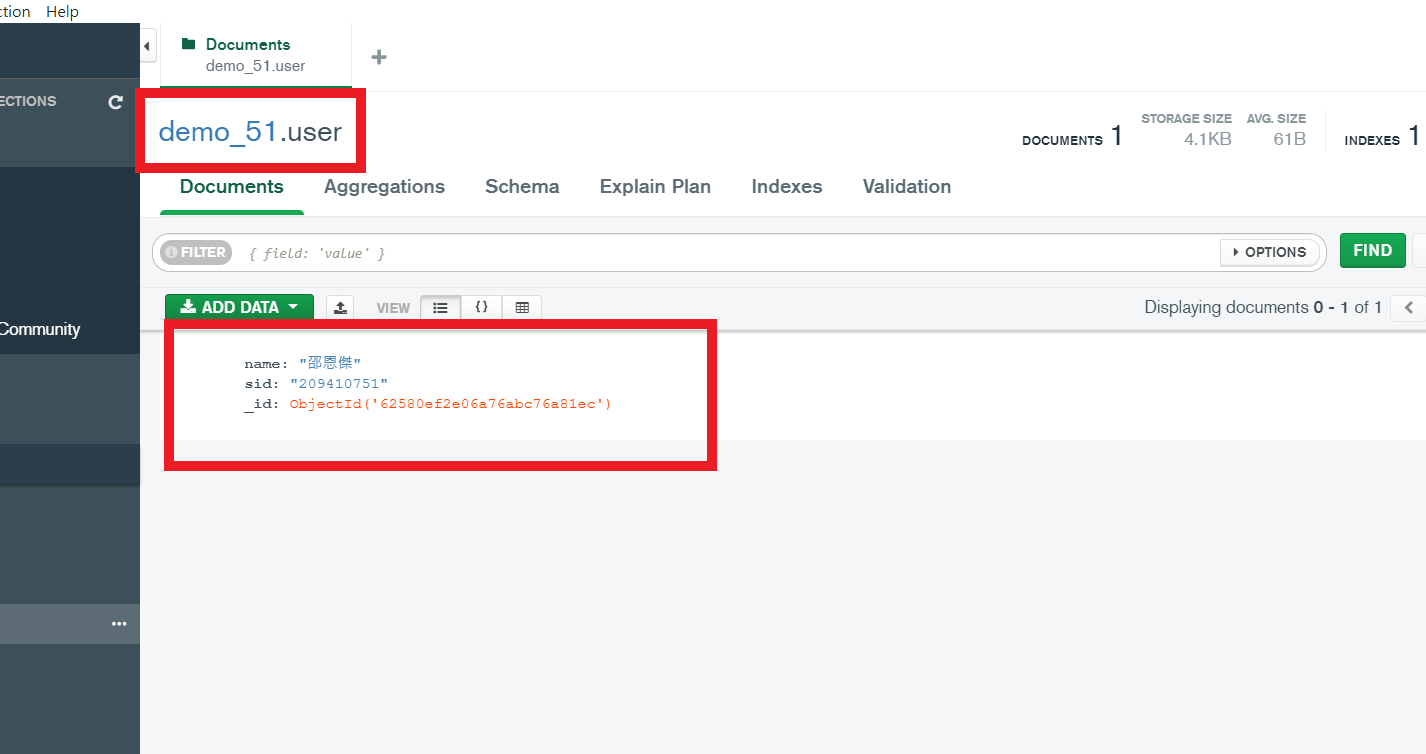 ction Help
Documents
demo_51.user
ECTIONS
demo_51.user
DOCUMENTS 1
STORAGE SIZE
4.1KB
AVG. SIZE
61B
INDEXES 1
Documents Aggregations Schema Explain Plan Indexes Validation
FILTER { field: 'value' } OPTIONS FIND
ADD DATA VIEW {} Displaying documents 0 - 1 of 1
Community
name: "邵恩傑"
sid: "209410751"
_id: ObjectId('62580ef2e06a76abc76a81ec')